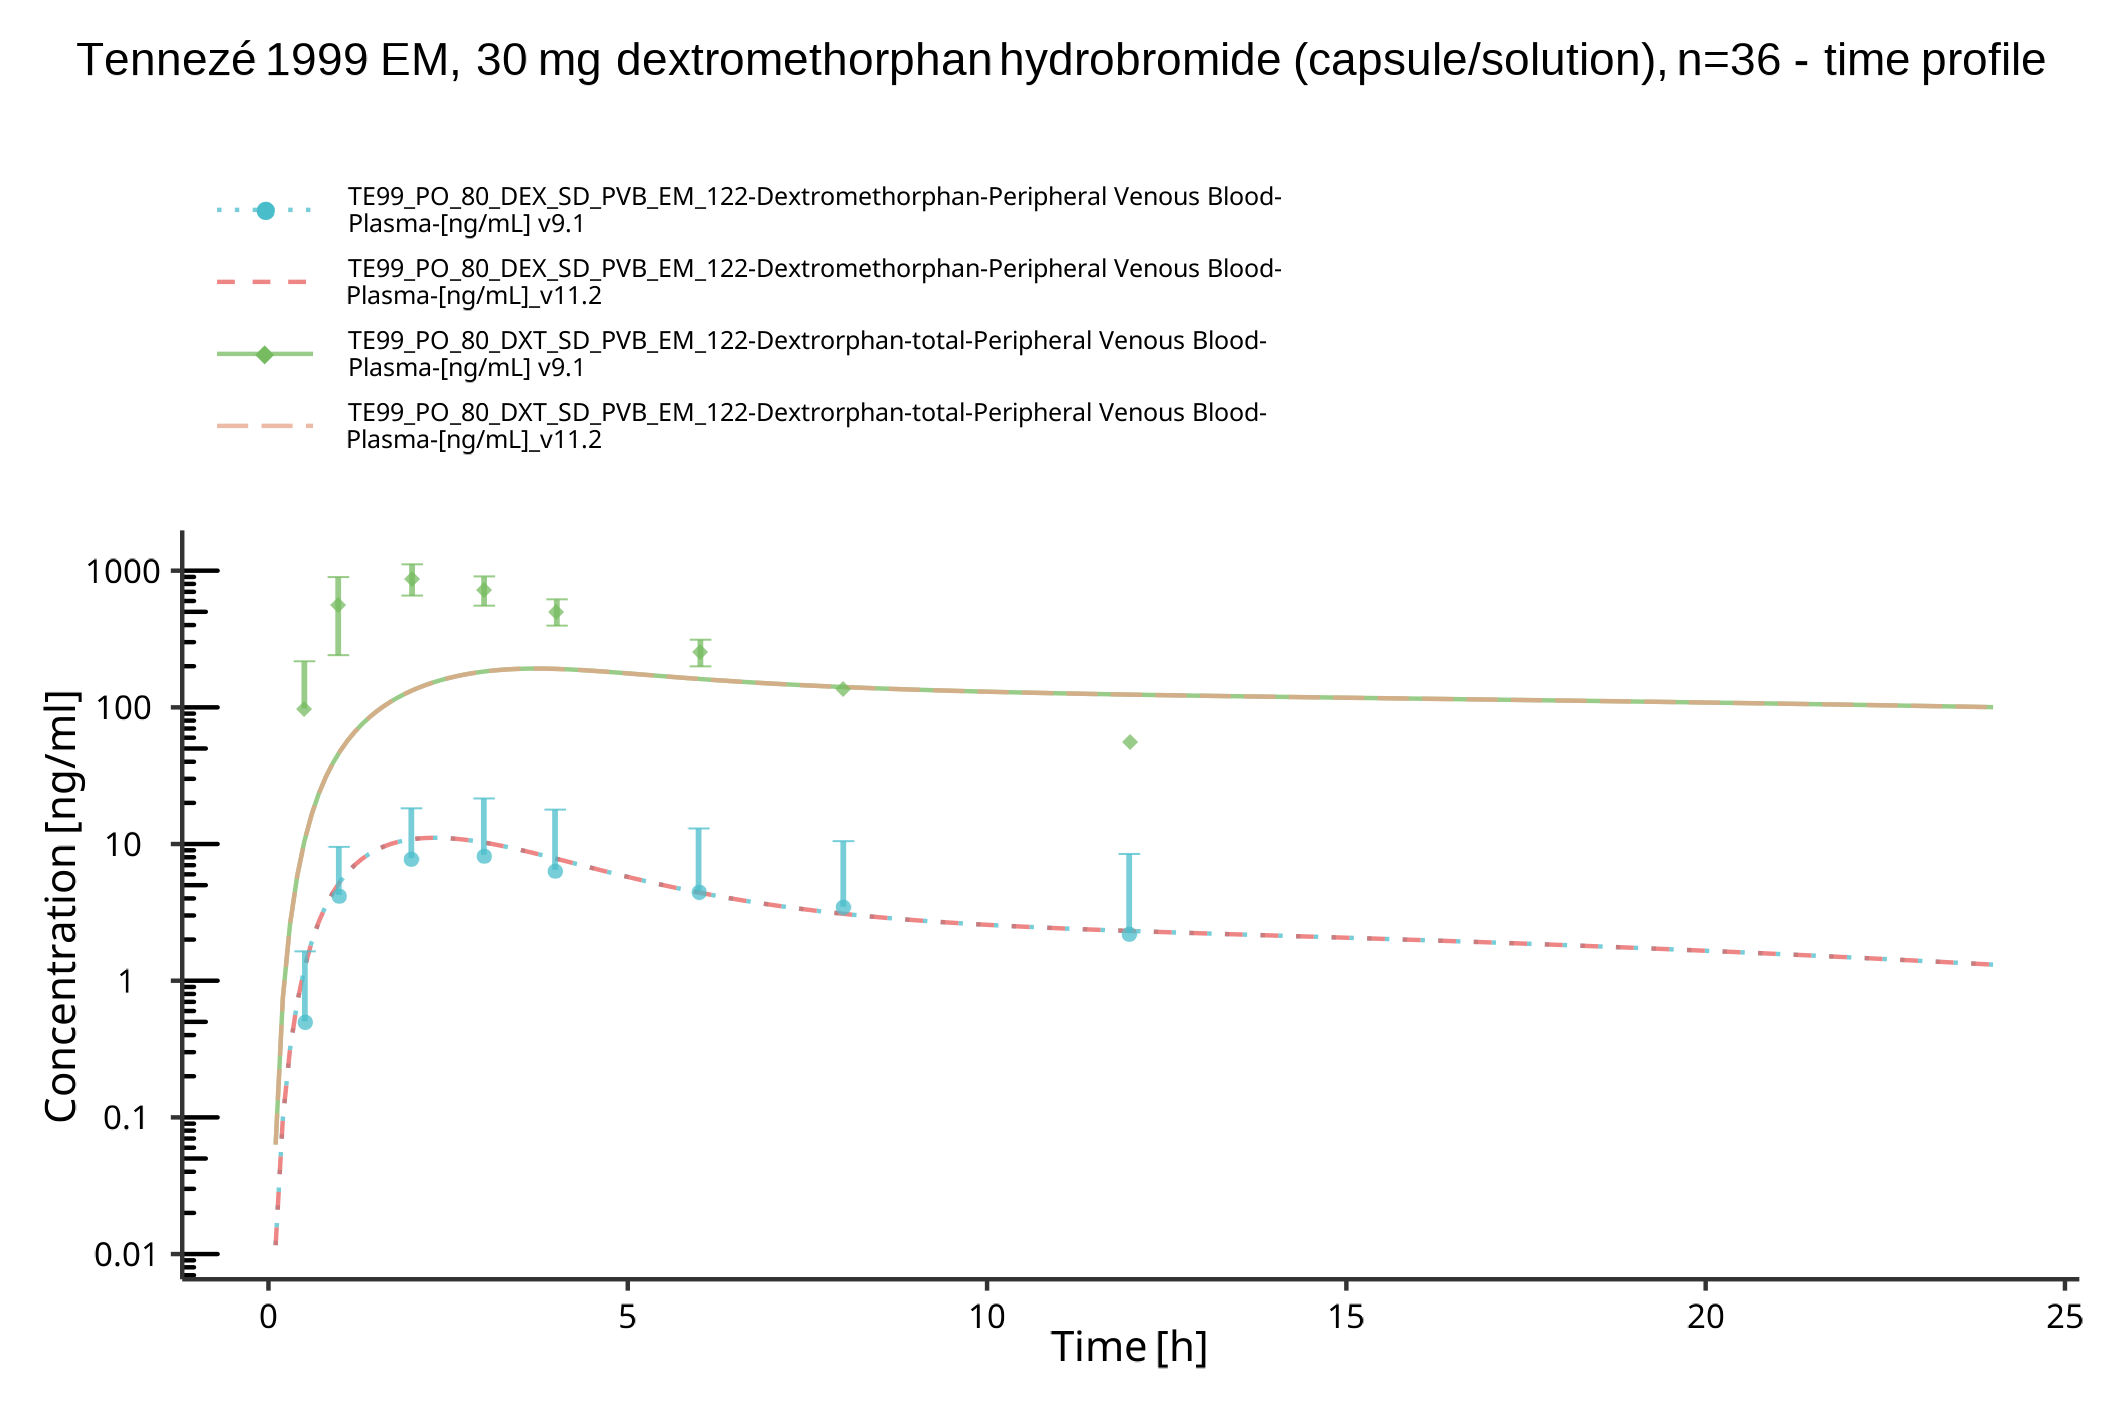 Tennezé 1999 EM, 30 mg dextromethorphan hydrobromide (capsule/solution), n=36 - time profile
TE99_PO_80_DEX_SD_PVB_EM_122-Dextromethorphan-Peripheral Venous Blood-
Plasma-[ng/mL] v9.1
TE99_PO_80_DEX_SD_PVB_EM_122-Dextromethorphan-Peripheral Venous Blood-
Plasma-[ng/mL]_v11.2
TE99_PO_80_DXT_SD_PVB_EM_122-Dextrorphan-total-Peripheral Venous Blood-
Plasma-[ng/mL] v9.1
TE99_PO_80_DXT_SD_PVB_EM_122-Dextrorphan-total-Peripheral Venous Blood-
Plasma-[ng/mL]_v11.2
Concentration [ng/ml]
1000
100
10
1
0.1
0.01
0 5 10 15 20 25
Time [h]